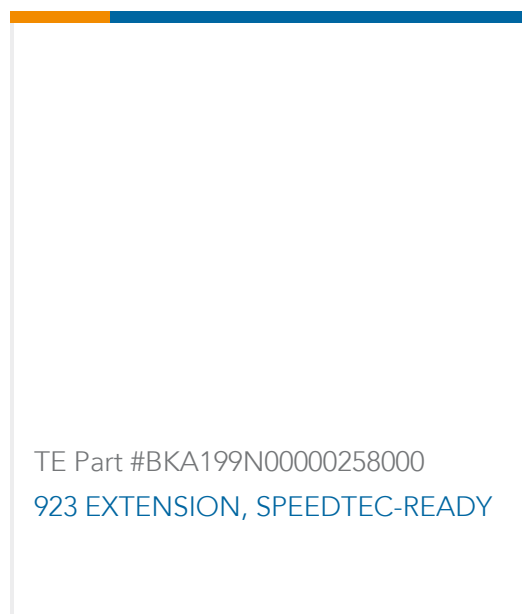 TE Part #BKA199N00000258000
923 EXTENSION, SPEEDTEC-READY